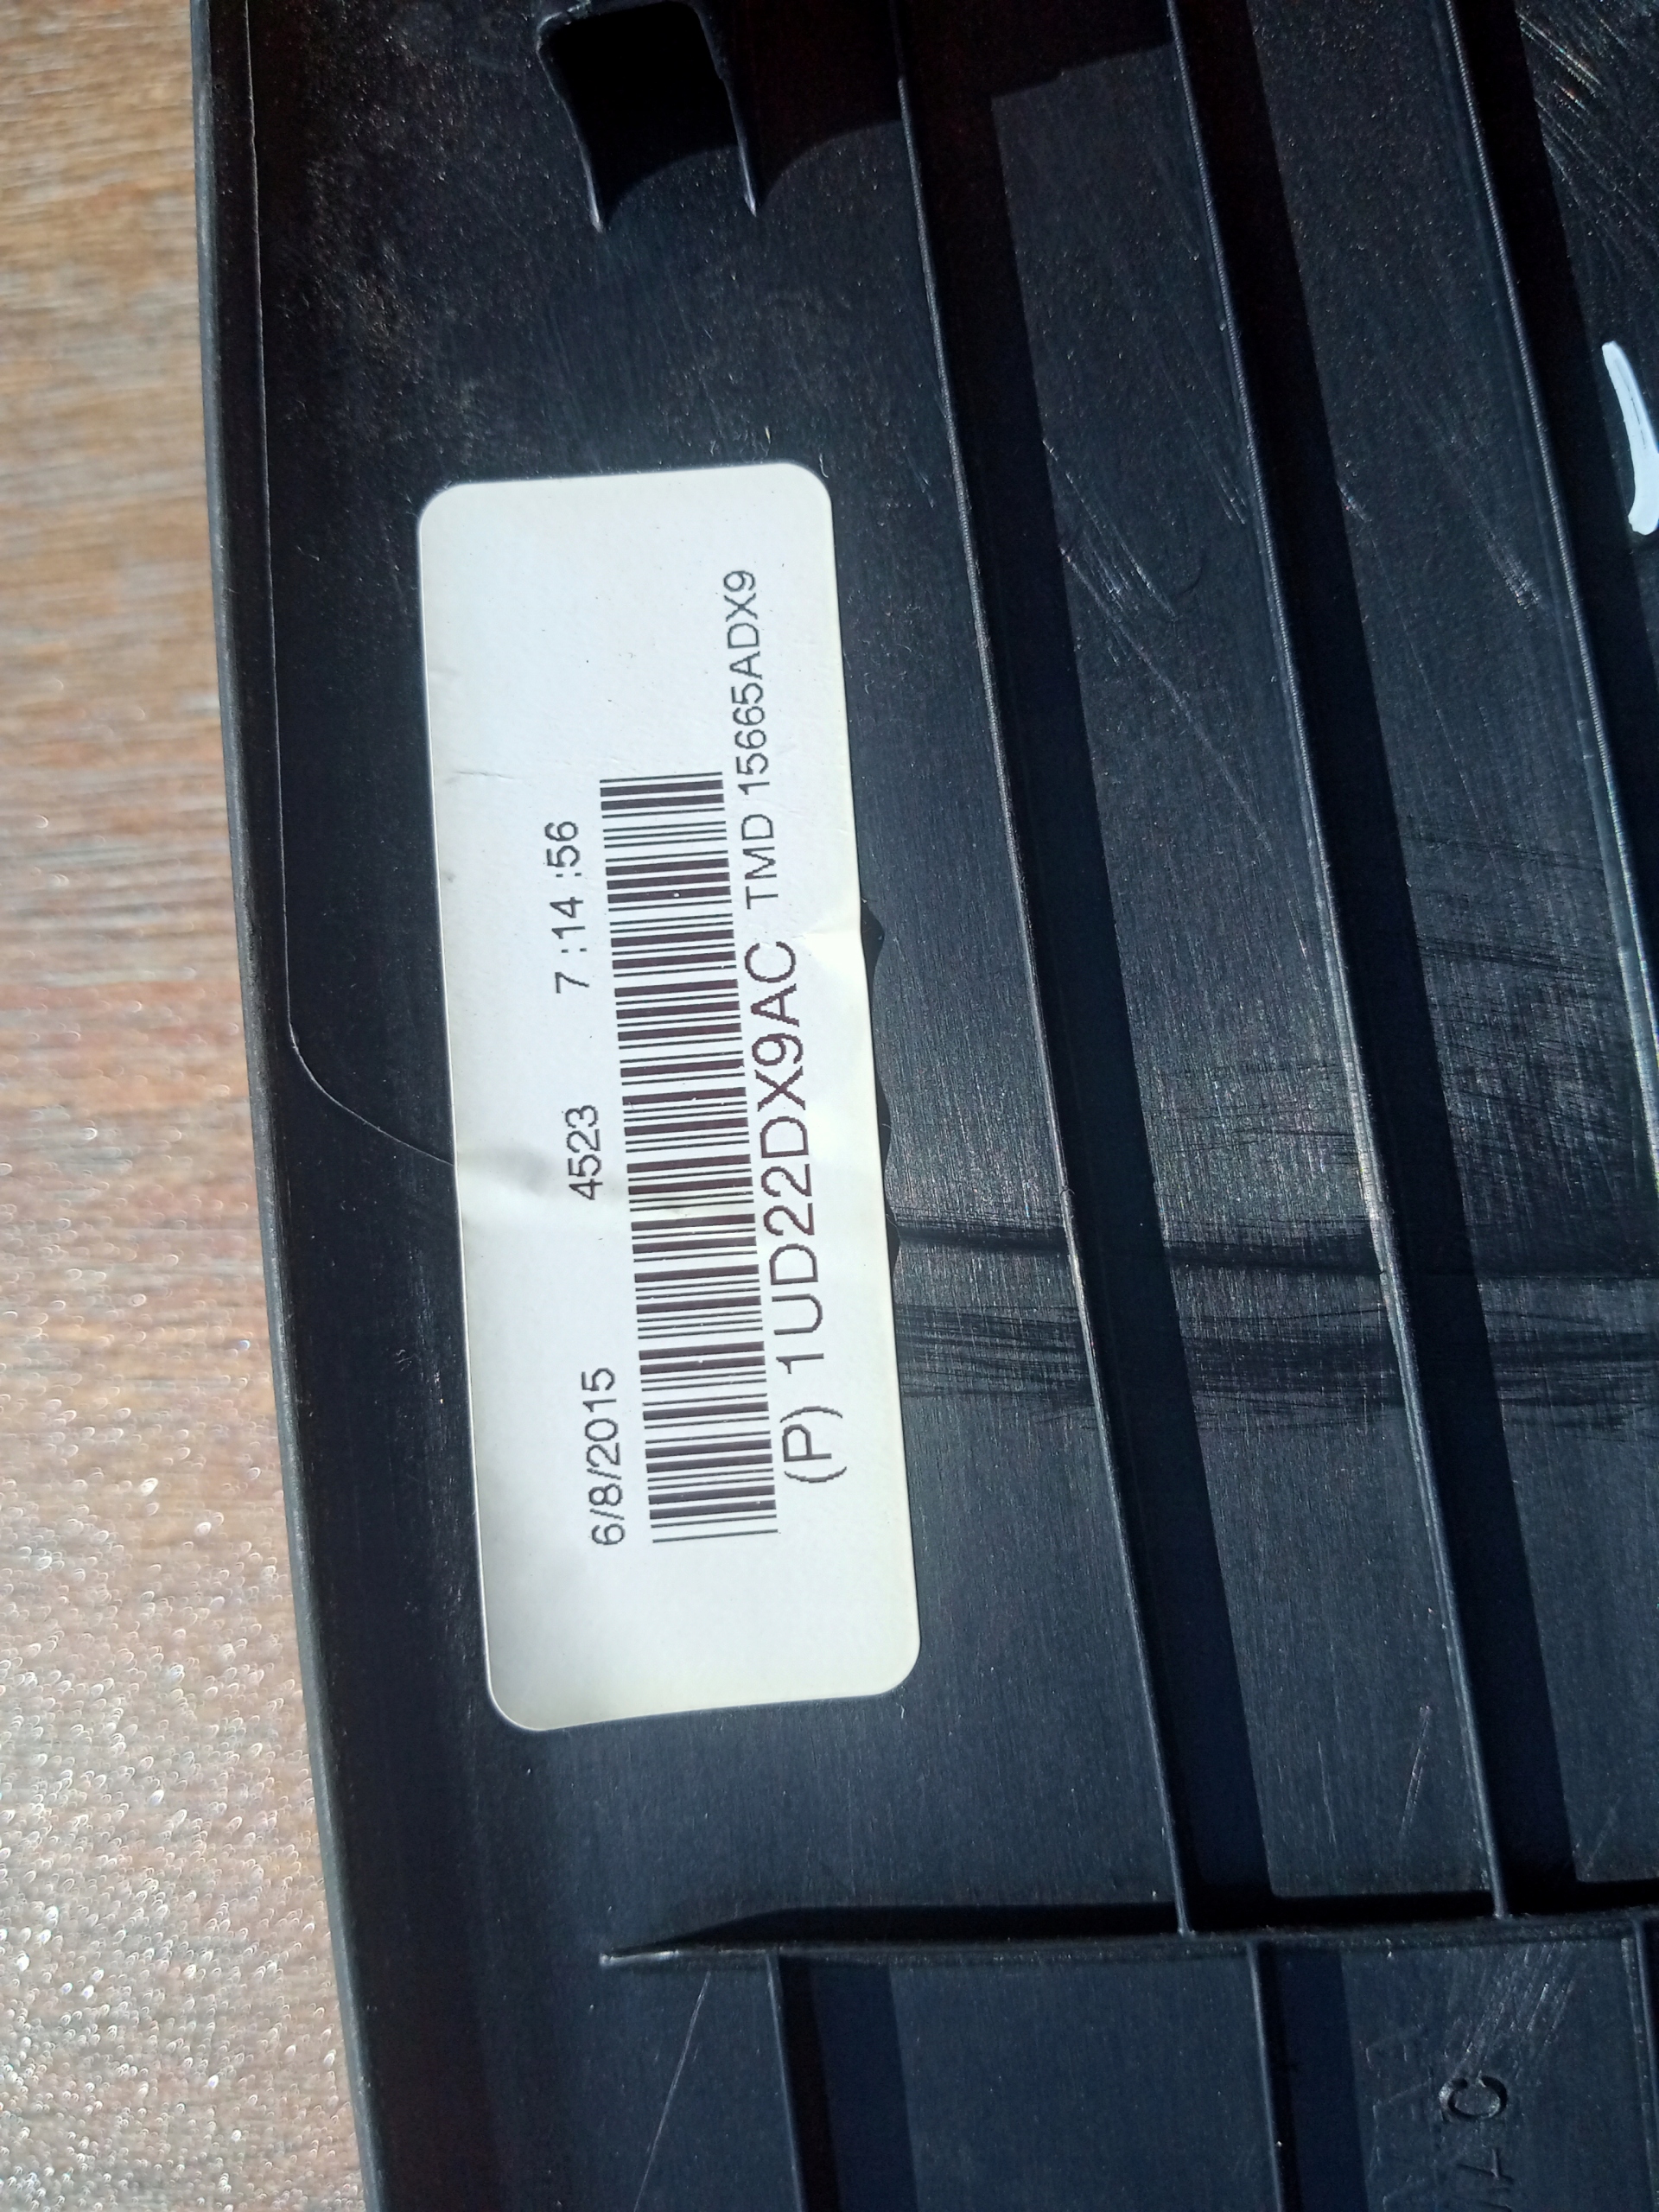 6/8/2015 4523 7:14:56
(P) 1UD22DX9AC TMD 15665ADX9